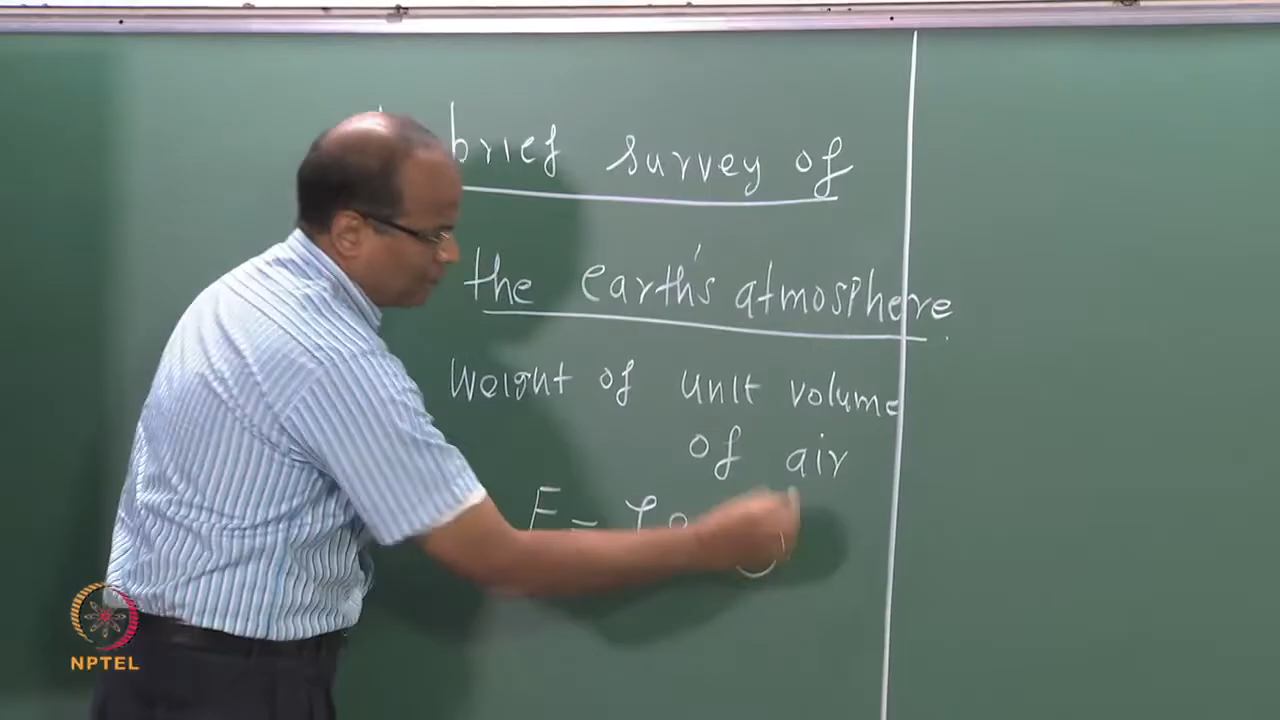 brief survey of
the earth's atmosphere
Weight of unit volume
of air
F =
NPTEL